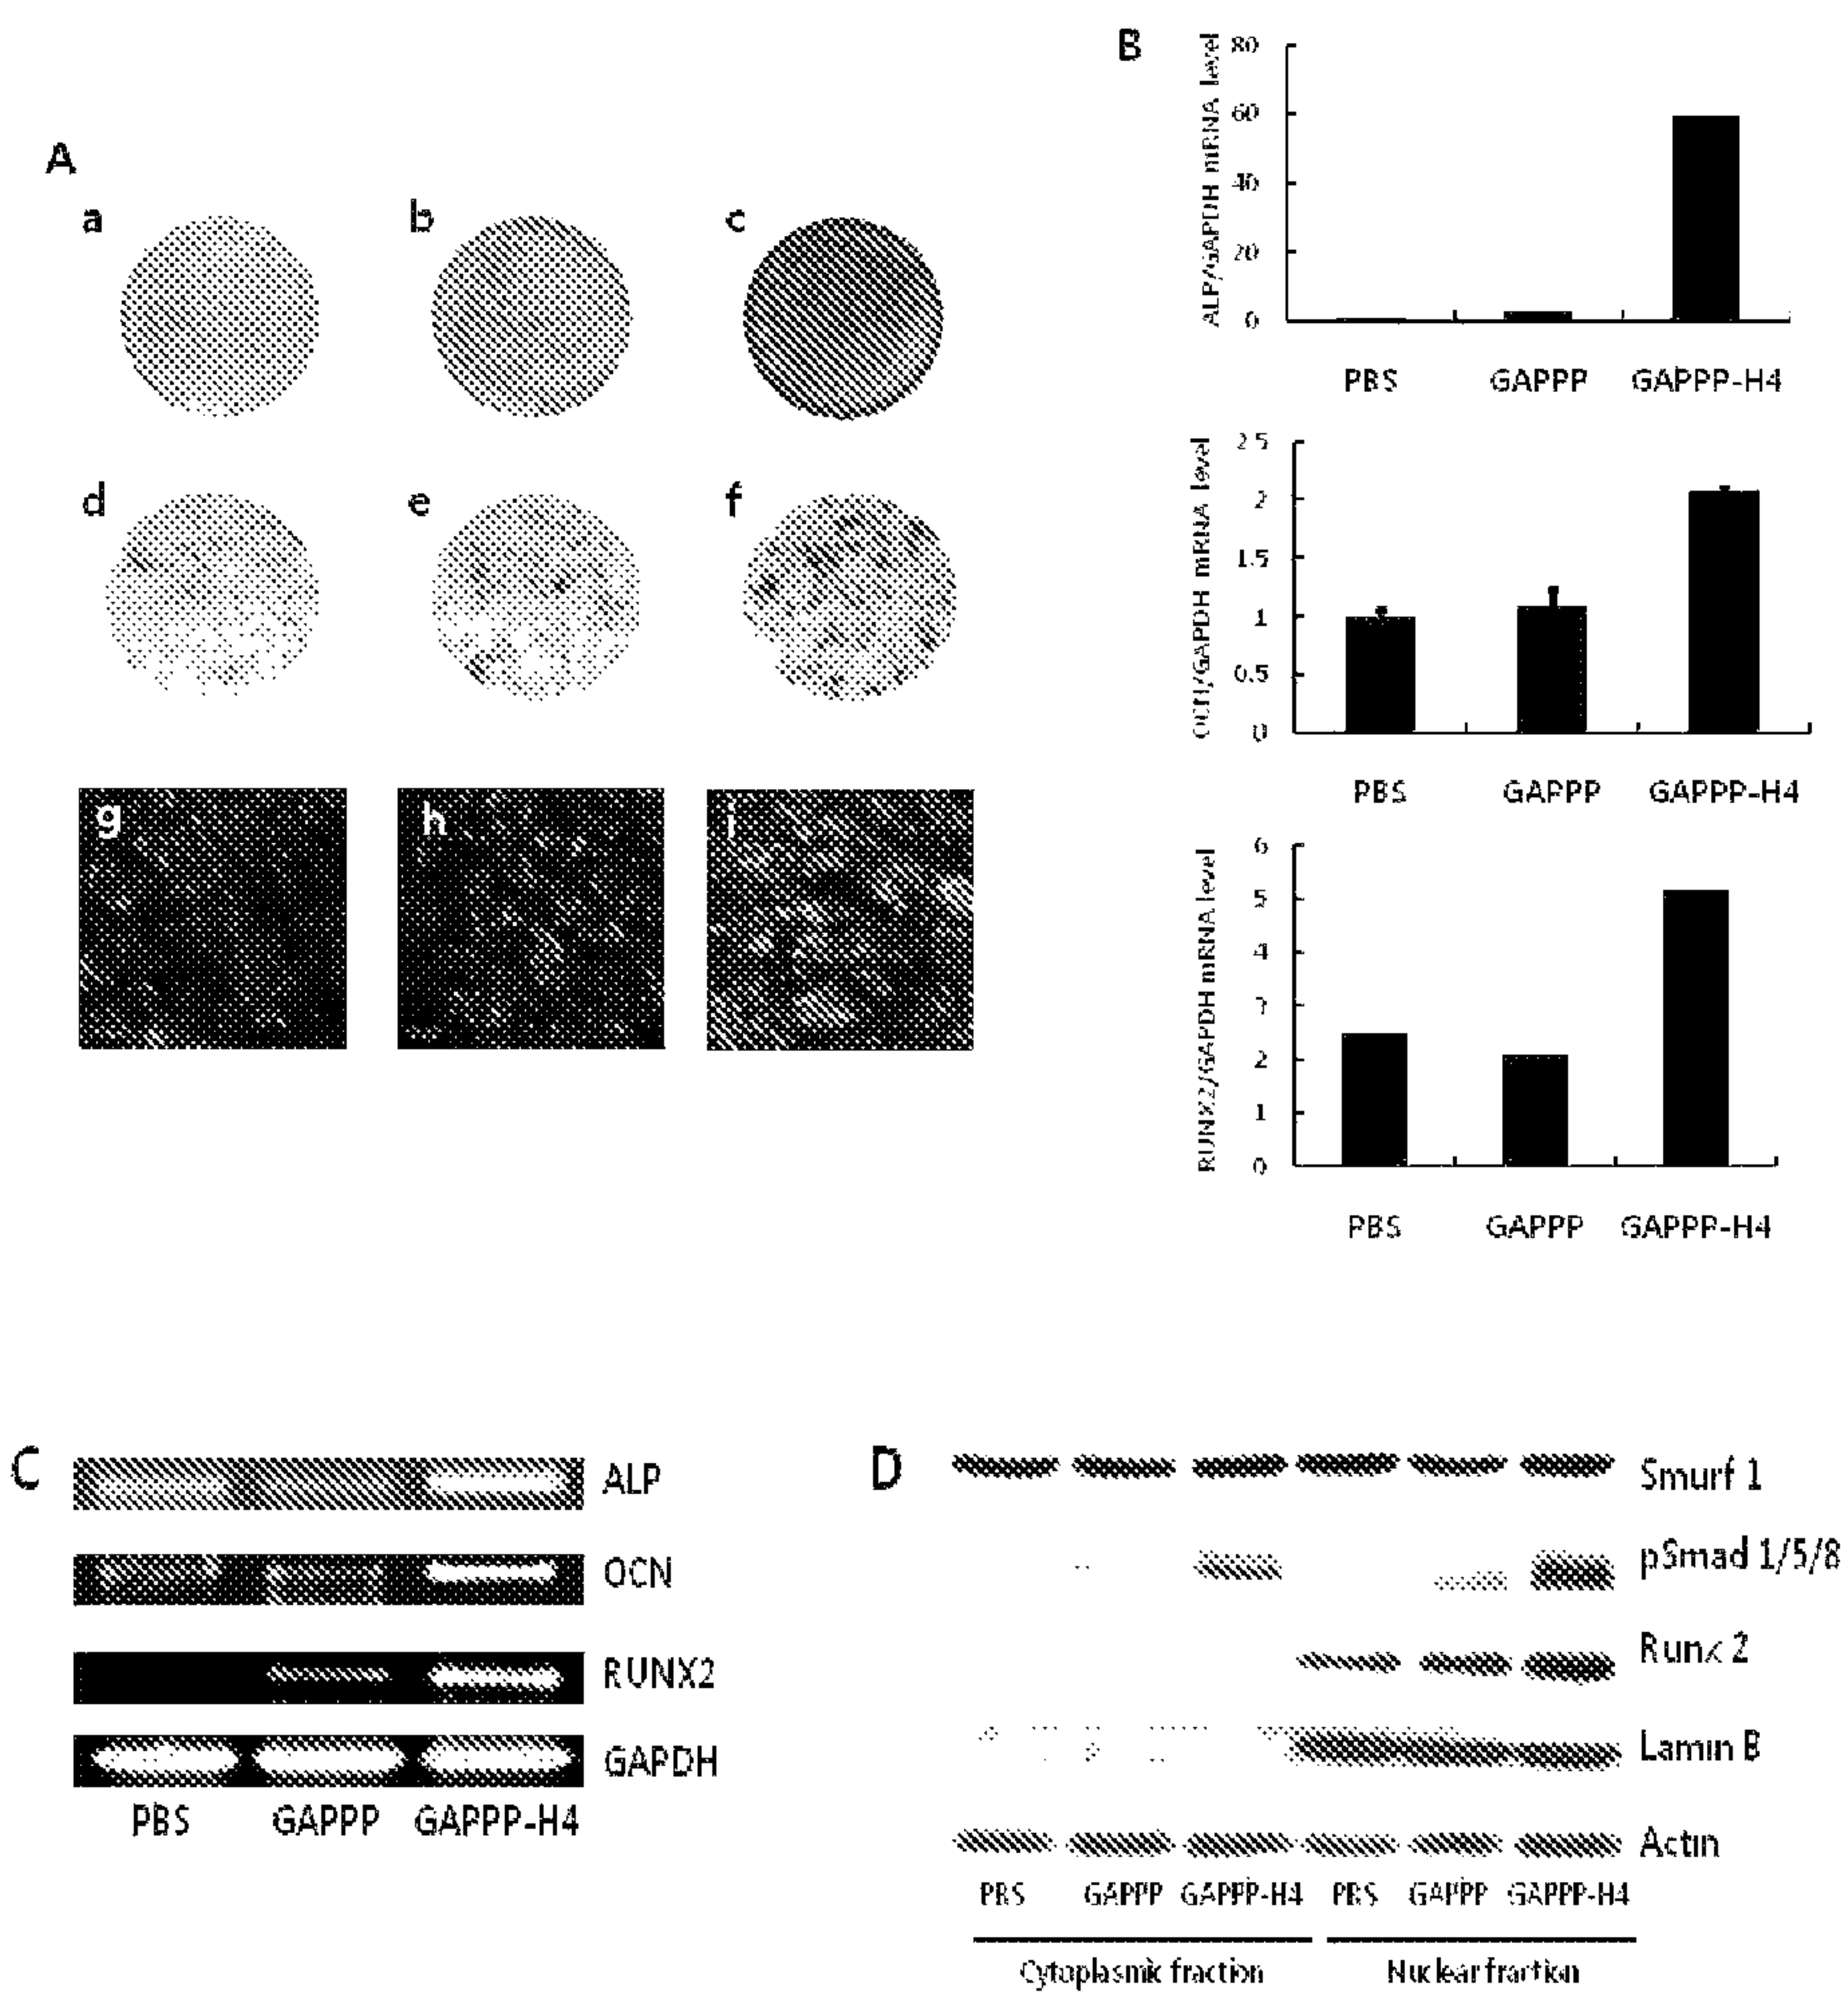 A
a
b
c
d
e
f
g
h
i
B
ALP/GAPDH mRNA level
80
60
40
20
0
PBS GAPPP GAPPP-H4
OCN/GAPDH mRNA level
2.5
2
1.5
1
0.5
0
PBS GAPPP GAPPP-H4
RUNX2/GAPDH mRNA level
6
5
4
3
2
1
0
PBS GAPPP GAPPP-H4
C
ALP
OCN
RUNX2
GAPDH
PBS GAPPP GAPPP-H4
D
Smurf 1
pSmad 1/5/8
Runx 2
Lamin B
Actin
PBS GAPPP GAPPP-H4 PBS GAPPP GAPPP-H4
Cytoplasmic fraction Nuclear fraction